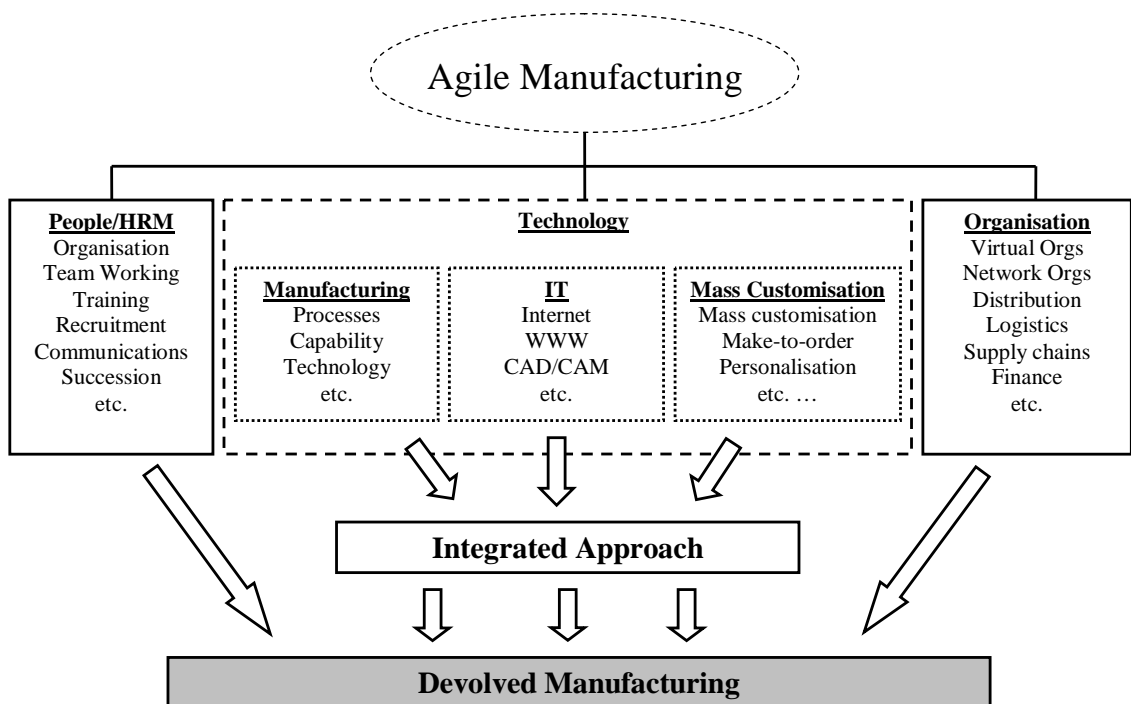 Agile Manufacturing
People/HRM
Organisation
Team Working
Training
Recruitment
Communications
Succession
etc.
Technology
Manufacturing
Processes
Capability
Technology
etc.
IT
Internet
WWW
CAD/CAM
etc.
Mass Customisation
Mass customisation
Make-to-order
Personalisation
etc. …
Organisation
Virtual Orgs
Network Orgs
Distribution
Logistics
Supply chains
Finance
etc.
Integrated Approach
Devolved Manufacturing